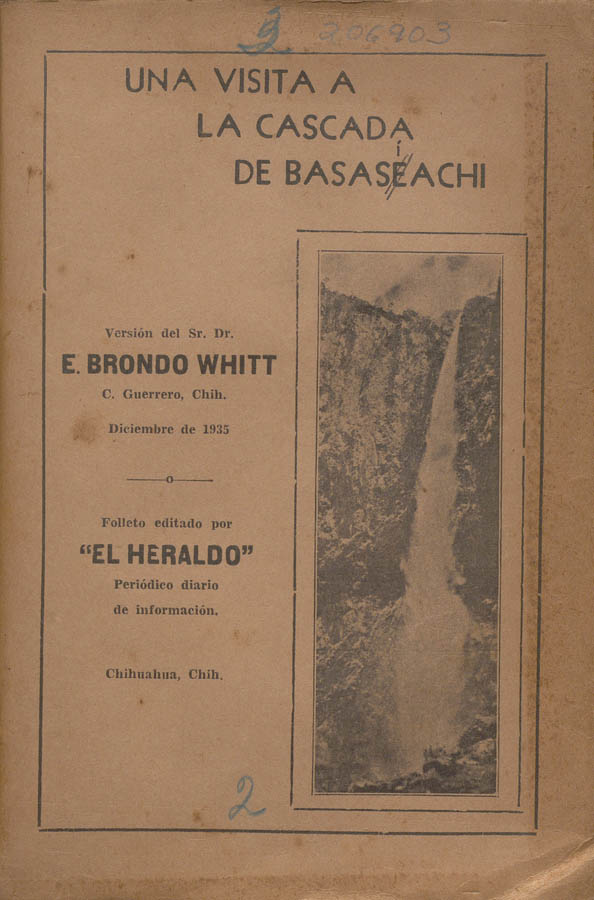 2 206903
UNA VISITA A
LA CASCADA
í
DE BASASEACHI
Versión del Sr. Dr.
E. BRONDO WHITT
C. Guerrero, Chih.
Diciembre de 1935
o
Folleto editado por
“EL HERALDO”
Periódico diario
de información.
Chihuahua, Chih.
2